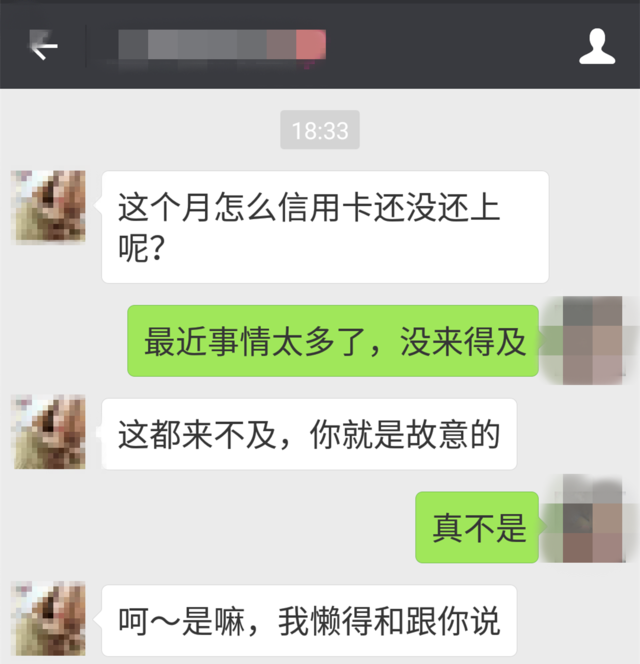 18:33
这个月怎么信用卡还没还上
呢？
最近事情太多了，没来得及
这都来不及，你就是故意的
真不是
呵～是嘛，我懒得和跟你说